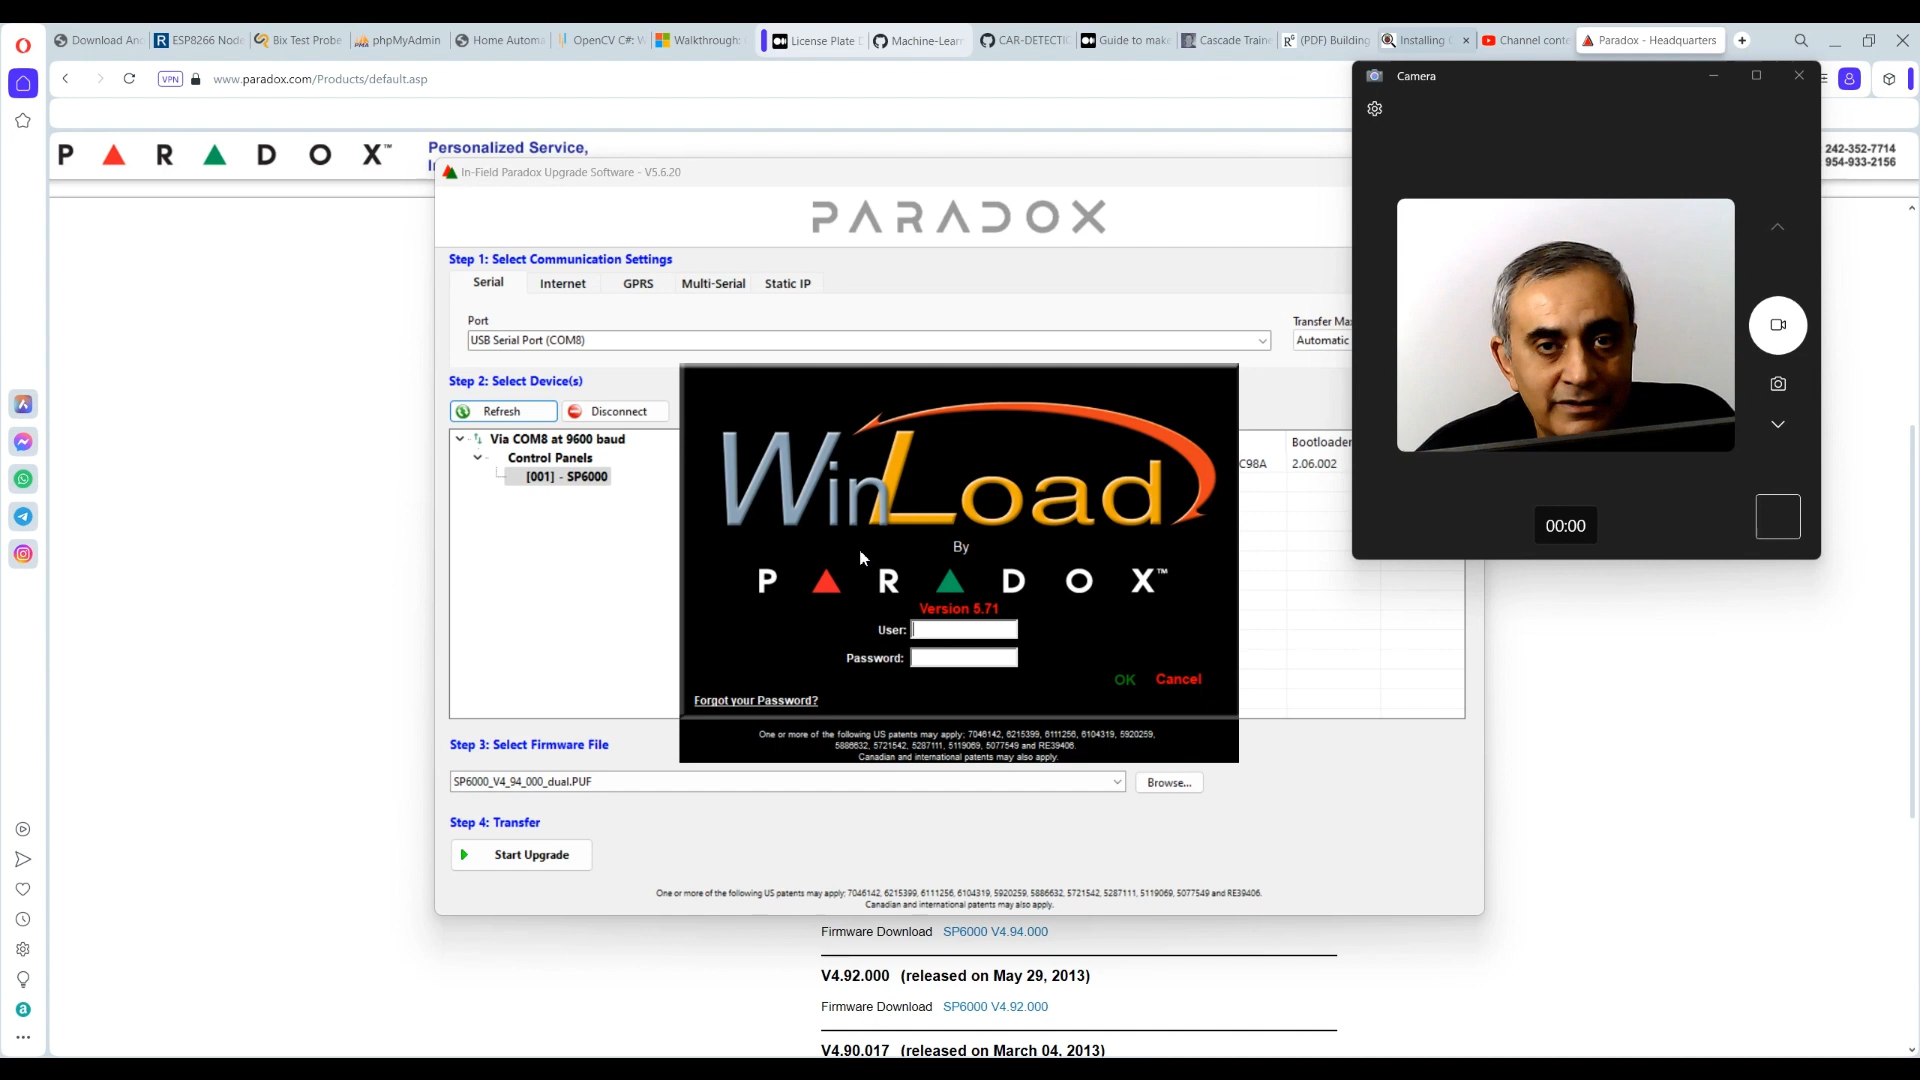 Download And
ESP8266 Node
Bix Test Probe
phpMyAdmin
Home Automa
OpenCV C#:
Walkthrough:
License Plate
Machine-Lear
CAR-DETECTI
Guide to make
Cascade Traine
R⁶ (PDF) Building
Installing
Channel conte
Paradox - Headquarters
VPN www.paradox.com/Products/default.asp
PARADOX™
Personalized Service,
242-352-7714
954-933-2156
In-Field Paradox Upgrade Software - V5.6.20
PARADOX
Step 1: Select Communication Settings
Serial Internet GPRS Multi-Serial Static IP
Port
Transfer Ma
USB Serial Port (COM8)
Automatic
Step 2: Select Device(s)
Refresh Disconnect
Via COM8 at 9600 baud
Control Panels
[001] - SP6000
Bootloader
C98A 2.06.002
WinLoad
By
PARADOX™
Version 5.71
User:
Password:
OK Cancel
Forgot your Password?
One or more of the following US patents may apply; 7046142, 6215399, 6111256, 6104319, 5920259,
5886632, 5721542, 5287111, 5119069, 5077549 and RE39406.
Canadian and international patents may also apply.
Step 3: Select Firmware File
SP6000_V4_94_000_dual.PUF
Browse...
Step 4: Transfer
Start Upgrade
One or more of the following US patents may apply; 7046142, 6215399, 6111256, 6104319, 5920259, 5886632, 5721542, 5287111, 5119069, 5077549 and RE39406.
Canadian and international patents may also apply.
Firmware Download SP6000 V4.94.000
V4.92.000 (released on May 29, 2013)
Firmware Download SP6000 V4.92.000
V4.90.017 (released on March 04, 2013)
Camera
00:00